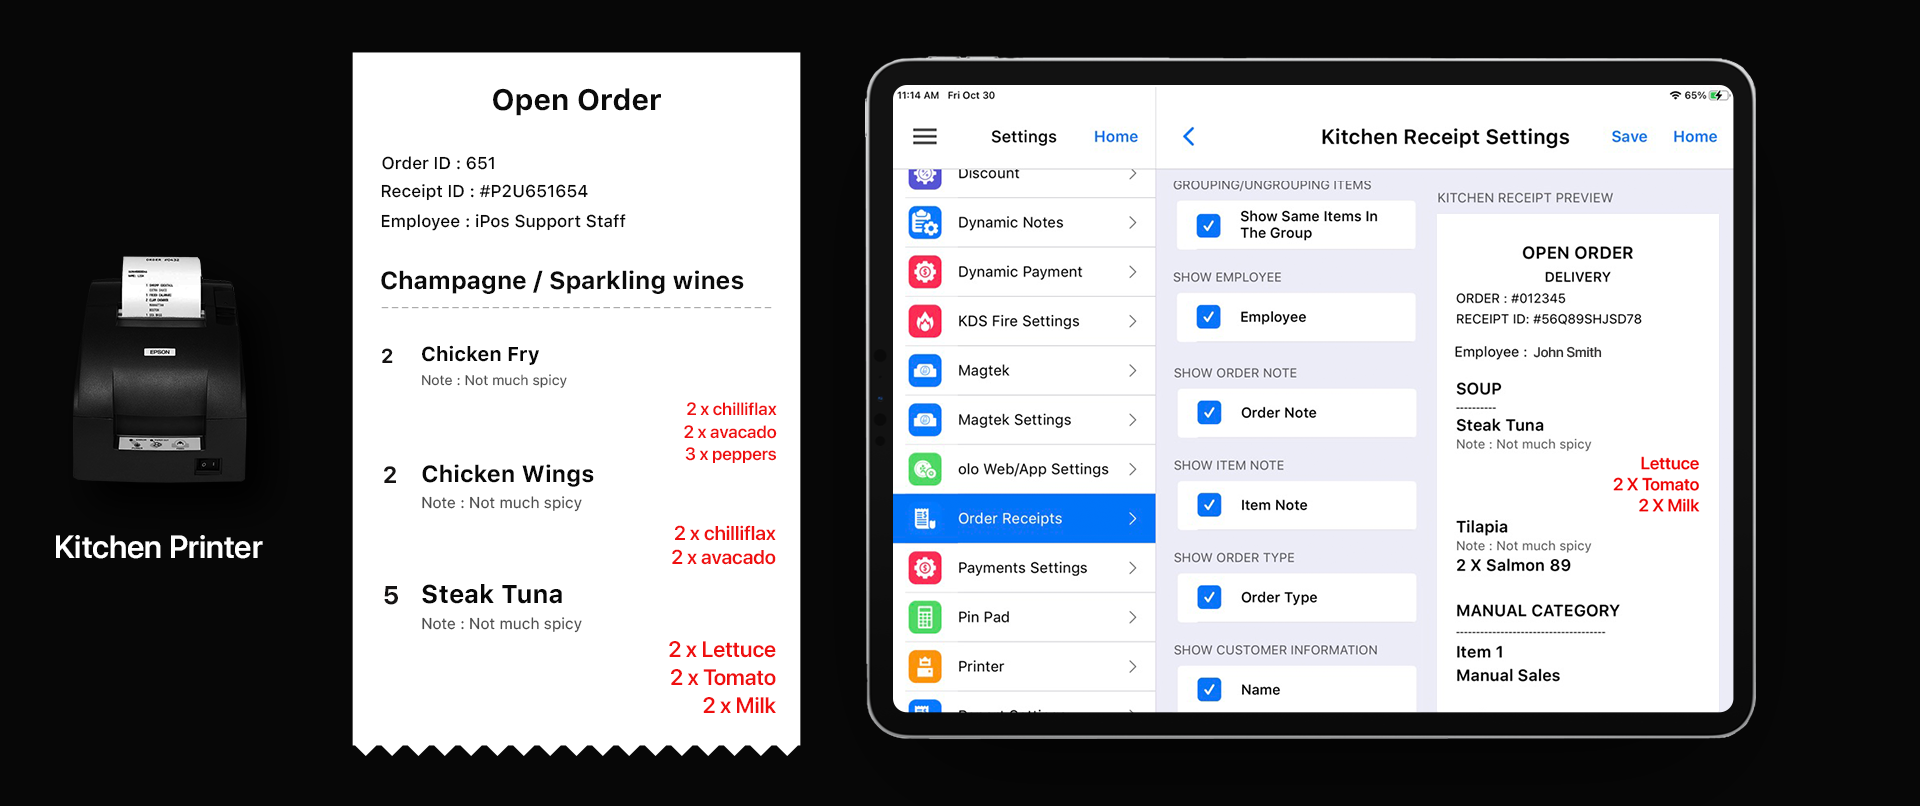 EPSON
Kitchen Printer
Open Order
Order ID : 651
Receipt ID : #P2U651654
Employee : iPos Support Staff
Champagne / Sparkling wines
2 Chicken Fry
Note : Not much spicy
2 x chilliflax
2 x avacado
3 x peppers
2 Chicken Wings
Note : Not much spicy
2 x chilliflax
2 x avacado
5 Steak Tuna
Note : Not much spicy
2 x Lettuce
2 x Tomato
2 x Milk
11:14 AM Fri Oct 30
65%
Settings Home
Discount
Dynamic Notes
Dynamic Payment
KDS Fire Settings
Magtek
Magtek Settings
olo Web/App Settings
Order Receipts
Payments Settings
Pin Pad
Printer
Kitchen Receipt Settings Save Home
GROUPING/UNGROUPING ITEMS
Show Same Items In
The Group
SHOW EMPLOYEE
Employee
SHOW ORDER NOTE
Order Note
SHOW ITEM NOTE
Item Note
SHOW ORDER TYPE
Order Type
SHOW CUSTOMER INFORMATION
Name
KITCHEN RECEIPT PREVIEW
OPEN ORDER
DELIVERY
ORDER : #012345
RECEIPT ID: #56Q89SHJSD78
Employee : John Smith
SOUP
----------
Steak Tuna
Note : Not much spicy
Lettuce
2 X Tomato
2 X Milk
Tilapia
Note : Not much spicy
2 X Salmon 89
MANUAL CATEGORY
-------------------------------------
Item 1
Manual Sales